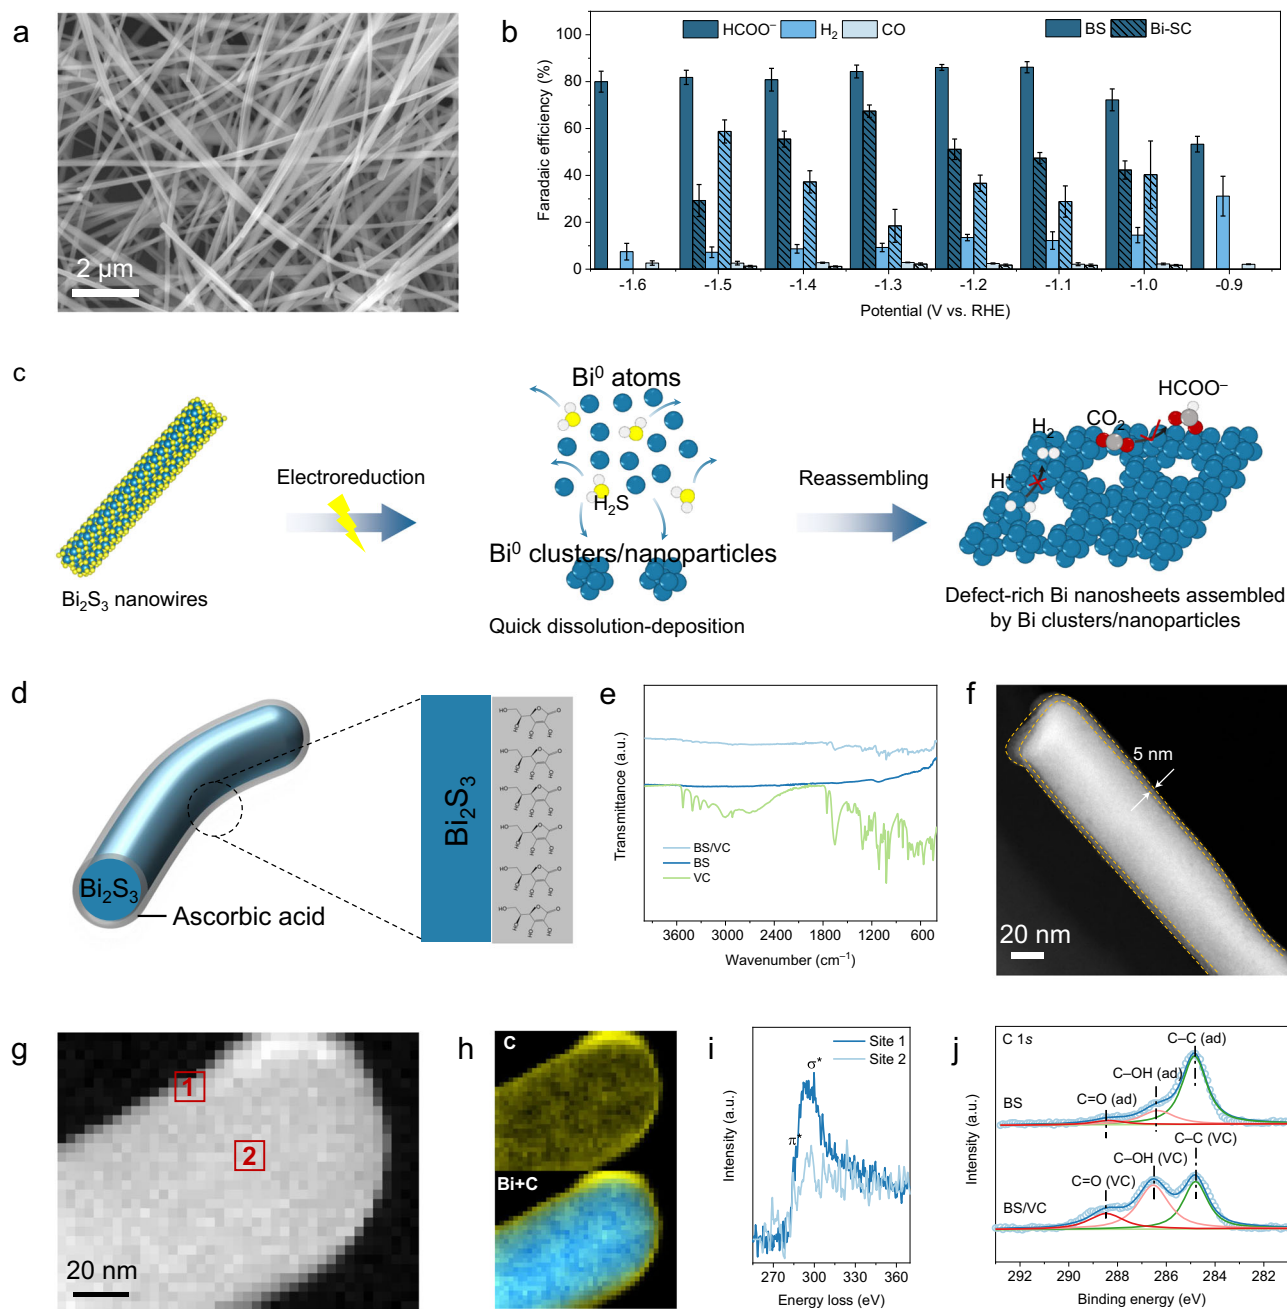 a
2 μm
b
HCOO⁻ H₂ CO BS Bi-SC
Faradaic efficiency (%)
100
80
60
40
20
0
-1.6 -1.5 -1.4 -1.3 -1.2 -1.1 -1.0 -0.9
Potential (V vs. RHE)
c
Bi₂S₃ nanowires
Electroreduction
Bi⁰ atoms
H₂S
Bi⁰ clusters/nanoparticles
Quick dissolution-deposition
Reassembling
HCOO⁻
CO₂
H₂
H⁺
Defect-rich Bi nanosheets assembled
by Bi clusters/nanoparticles
d
Bi₂S₃
Ascorbic acid
Bi₂S₃
e
Transmittance (a.u.)
BS/VC
BS
VC
3600 2400 1600 600
Wavenumber (cm⁻¹)
f
5 nm
20 nm
g
1
2
20 nm
h
C
Bi+C
i
Intensity (a.u.)
Site 1
Site 2
σ*
π*
270 300 330 360
Energy loss (eV)
j
Intensity (a.u.)
C 1s
C–C (ad)
C–OH (ad)
C=O (ad)
BS
C–C (VC)
C–OH (VC)
C=O (VC)
BS/VC
292 290 288 286 284 282
Binding energy (eV)